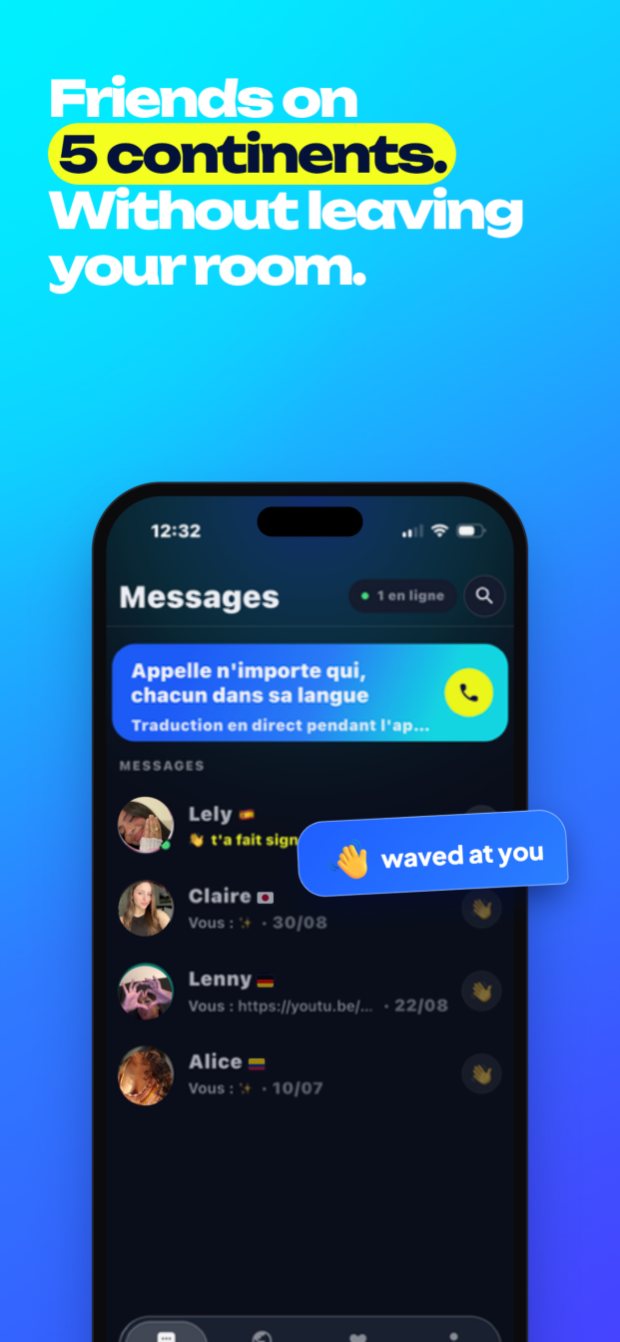 Friends on
5 continents.
Without leaving
your room.
12:32
Messages
1 en ligne
Appelle n'importe qui,
chacun dans sa langue
Traduction en direct pendant l'ap...
MESSAGES
Lely
t'a fait sign
waved at you
Claire
Vous : ✨ · 30/08
Lenny
Vous : https://youtu.be/... · 22/08
Alice
Vous : ✨ · 10/07